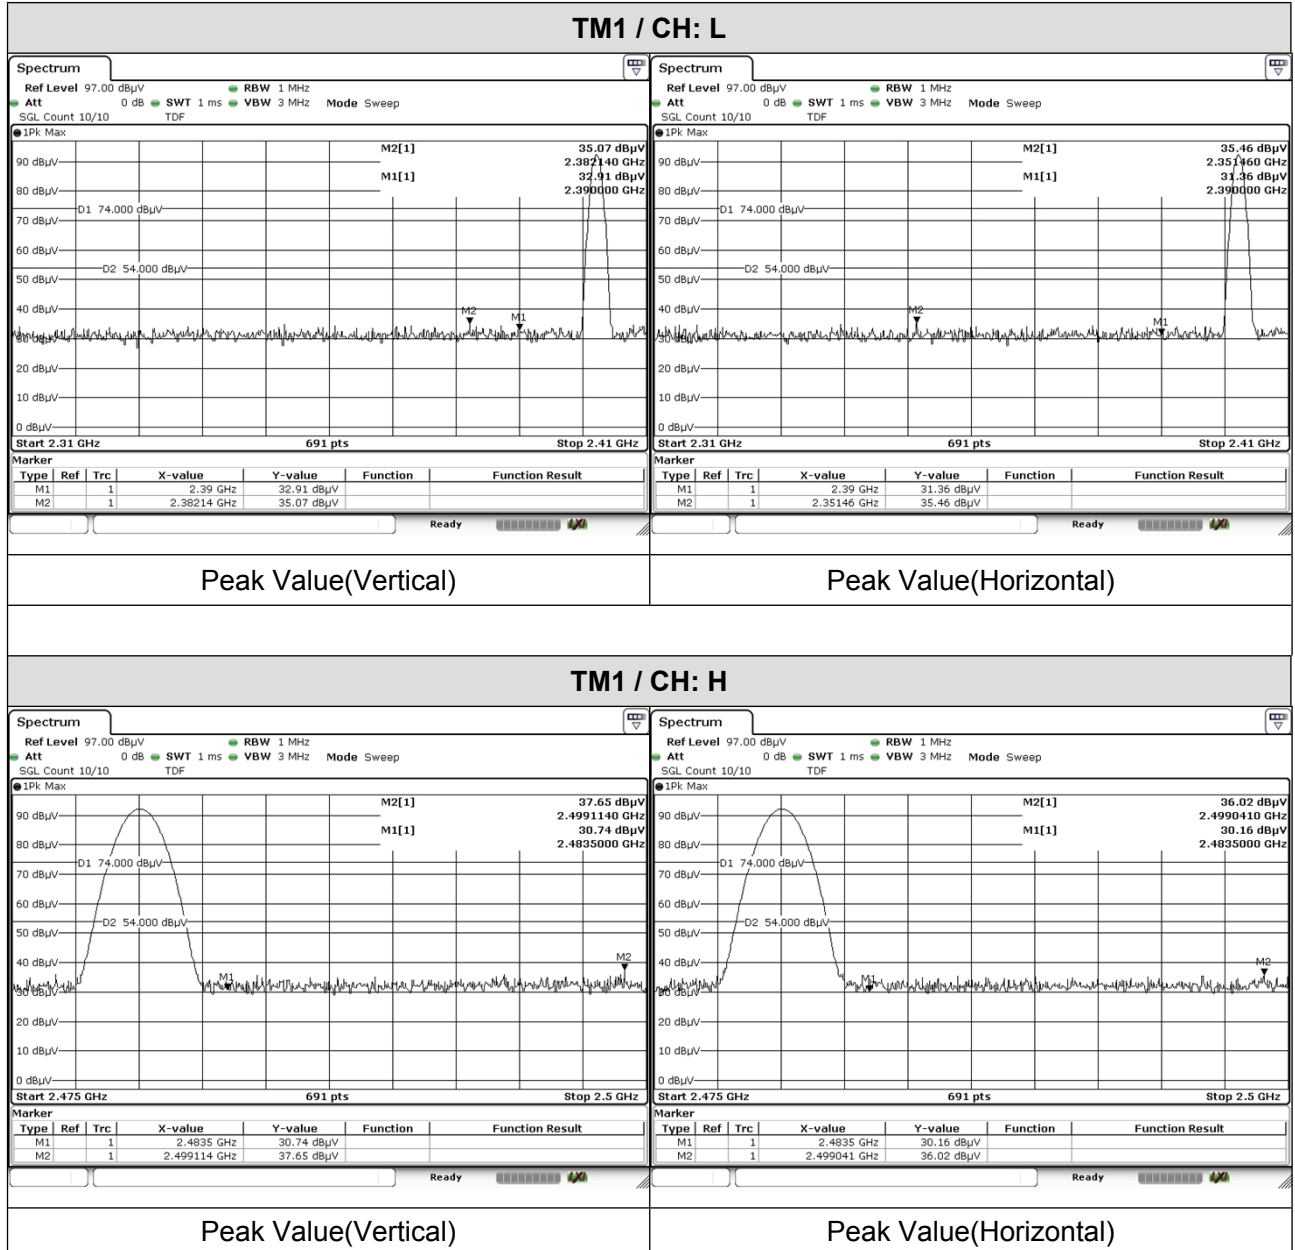 TM1 / CH: L
Spectrum
Ref Level 97.00 dBµV RBW 1 MHz
Att 0 dB SWT 1 ms VBW 3 MHz Mode Sweep
SGL Count 10/10 TDF
1Pk Max
M2[1] 35.07 dBµV
2.382140 GHz
M1[1] 32.91 dBµV
2.390000 GHz
90 dBµV
80 dBµV
D1 74.000 dBµV
70 dBµV
60 dBµV
D2 54.000 dBµV
50 dBµV
40 dBµV
M2
M1
30 dBµV
20 dBµV
10 dBµV
0 dBµV
Start 2.31 GHz 691 pts Stop 2.41 GHz
Marker
Type Ref Trc X-value Y-value Function Function Result
M1 1 2.39 GHz 32.91 dBµV
M2 1 2.38214 GHz 35.07 dBµV
Ready LXI
Peak Value(Vertical)
Spectrum
Ref Level 97.00 dBµV RBW 1 MHz
Att 0 dB SWT 1 ms VBW 3 MHz Mode Sweep
SGL Count 10/10 TDF
1Pk Max
M2[1] 35.46 dBµV
2.351460 GHz
M1[1] 31.36 dBµV
2.390000 GHz
90 dBµV
80 dBµV
D1 74.000 dBµV
70 dBµV
60 dBµV
D2 54.000 dBµV
50 dBµV
40 dBµV
M2
M1
30 dBµV
20 dBµV
10 dBµV
0 dBµV
Start 2.31 GHz 691 pts Stop 2.41 GHz
Marker
Type Ref Trc X-value Y-value Function Function Result
M1 1 2.39 GHz 31.36 dBµV
M2 1 2.35146 GHz 35.46 dBµV
Ready LXI
Peak Value(Horizontal)
TM1 / CH: H
Spectrum
Ref Level 97.00 dBµV RBW 1 MHz
Att 0 dB SWT 1 ms VBW 3 MHz Mode Sweep
SGL Count 10/10 TDF
1Pk Max
M2[1] 37.65 dBµV
2.4991140 GHz
M1[1] 30.74 dBµV
2.4835000 GHz
90 dBµV
80 dBµV
D1 74.000 dBµV
70 dBµV
60 dBµV
D2 54.000 dBµV
50 dBµV
40 dBµV
M2
M1
30 dBµV
20 dBµV
10 dBµV
0 dBµV
Start 2.475 GHz 691 pts Stop 2.5 GHz
Marker
Type Ref Trc X-value Y-value Function Function Result
M1 1 2.4835 GHz 30.74 dBµV
M2 1 2.499114 GHz 37.65 dBµV
Ready LXI
Peak Value(Vertical)
Spectrum
Ref Level 97.00 dBµV RBW 1 MHz
Att 0 dB SWT 1 ms VBW 3 MHz Mode Sweep
SGL Count 10/10 TDF
1Pk Max
M2[1] 36.02 dBµV
2.4990410 GHz
M1[1] 30.16 dBµV
2.4835000 GHz
90 dBµV
80 dBµV
D1 74.000 dBµV
70 dBµV
60 dBµV
D2 54.000 dBµV
50 dBµV
40 dBµV
M2
M1
30 dBµV
20 dBµV
10 dBµV
0 dBµV
Start 2.475 GHz 691 pts Stop 2.5 GHz
Marker
Type Ref Trc X-value Y-value Function Function Result
M1 1 2.4835 GHz 30.16 dBµV
M2 1 2.499041 GHz 36.02 dBµV
Ready LXI
Peak Value(Horizontal)